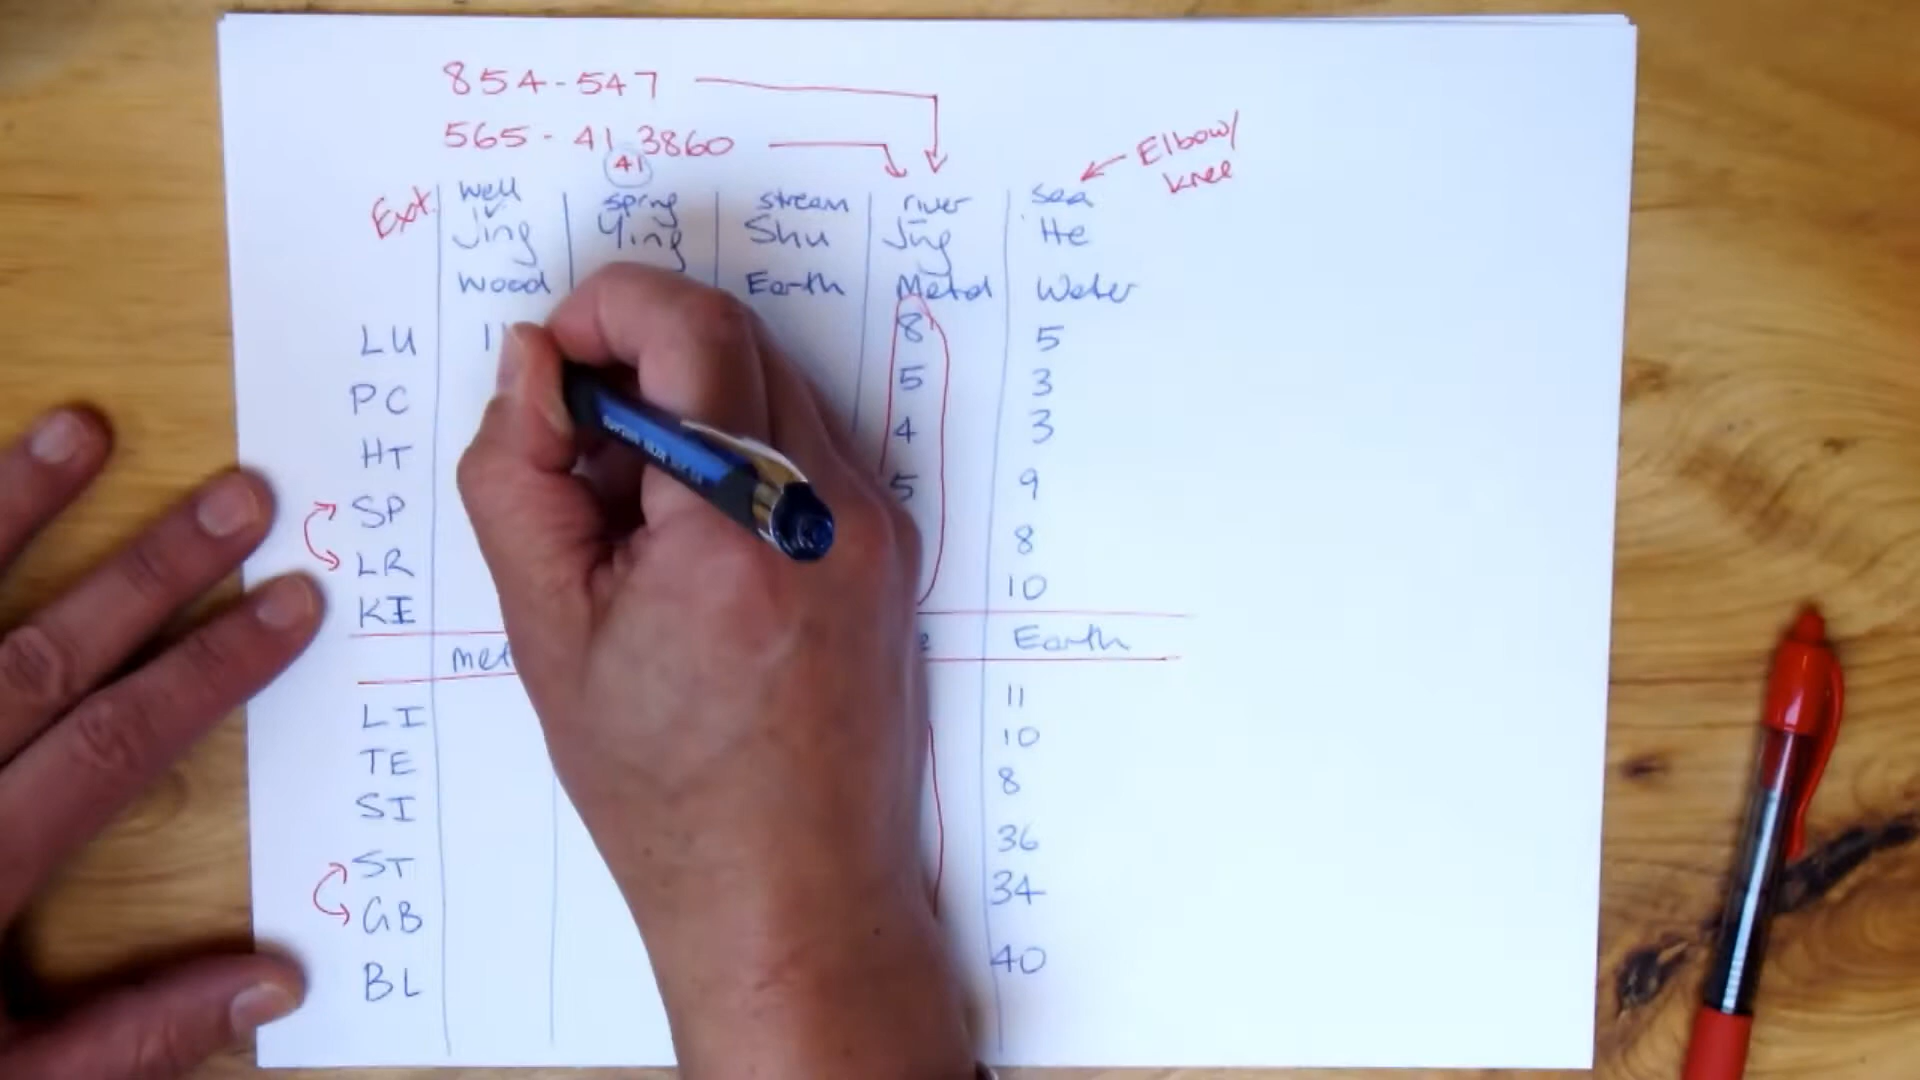 854-547
565-41 3860
41
Elbow/
knee
Ext.
well spring stream river sea
Jing Ying Shu Jing He
Wood Earth Metal Water
LU 11 8 5
PC 5 3
HT 4 3
SP 5 9
LR 8
KI 10
Met Earth
LI 11
TE 10
SI 8
ST 36
GB 34
BL 40